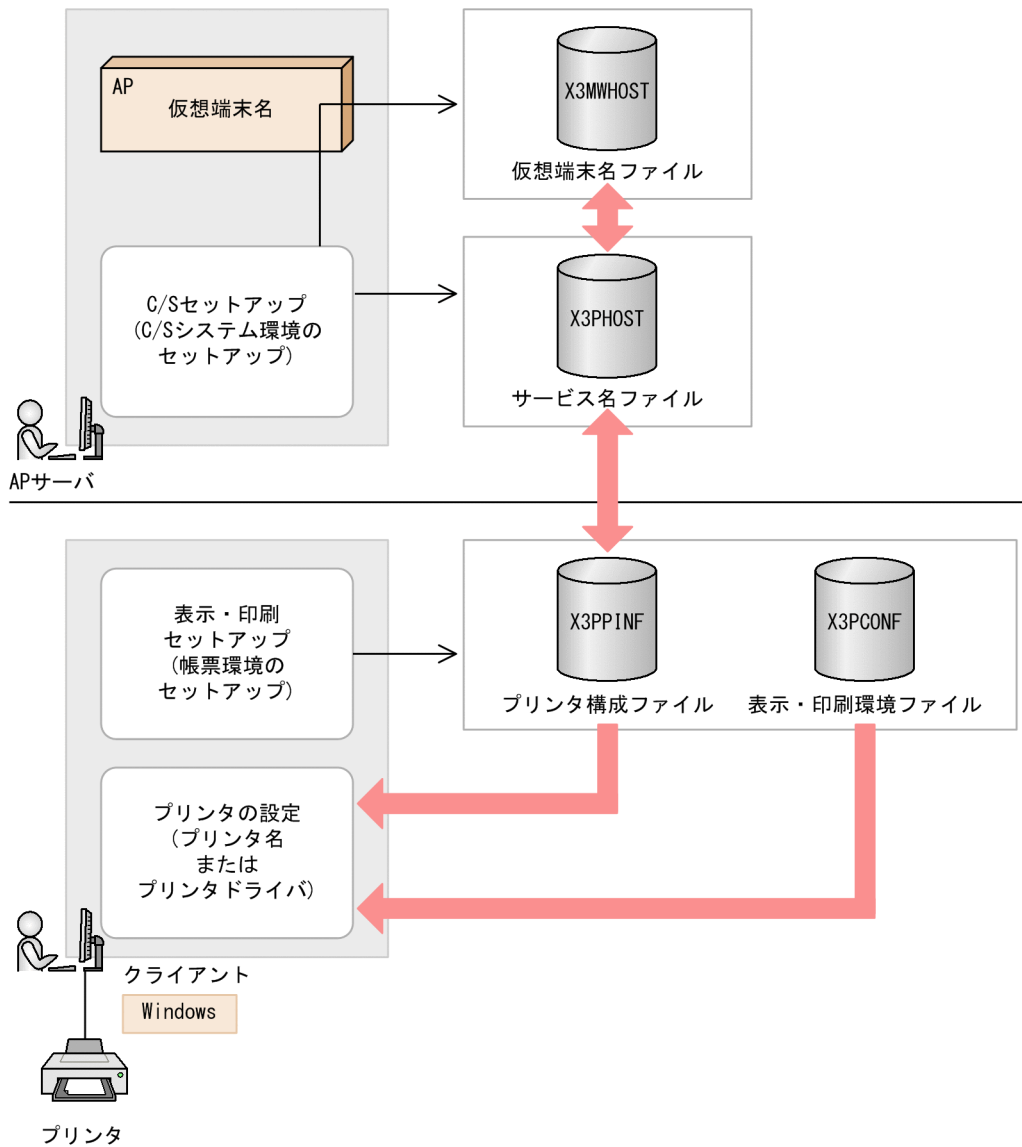 AP
仮想端末名
X3MWHOST
仮想端末名ファイル
C/Sセットアップ
(C/Sシステム環境の
セットアップ)
X3PHOST
サービス名ファイル
APサーバ
表示・印刷
セットアップ
(帳票環境の
セットアップ)
X3PPINF
プリンタ構成ファイル
X3PCONF
表示・印刷環境ファイル
プリンタの設定
(プリンタ名
または
プリンタドライバ)
クライアント
Windows
プリンタ